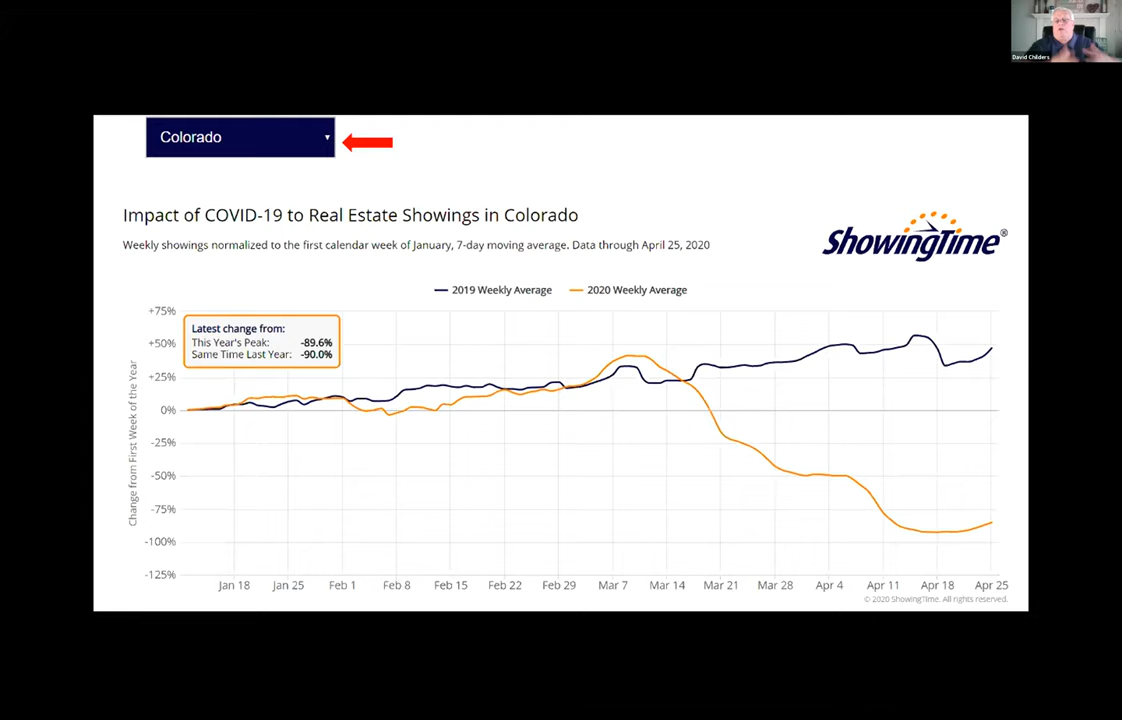 David Childers
Colorado
Impact of COVID-19 to Real Estate Showings in Colorado
Weekly showings normalized to the first calendar week of January, 7-day moving average. Data through April 25, 2020
ShowingTime®
2019 Weekly Average
2020 Weekly Average
Latest change from:
This Year's Peak: -89.6%
Same Time Last Year: -90.0%
Change from First Week of the Year
+75%
+50%
+25%
0%
-25%
-50%
-75%
-100%
-125%
Jan 18 Jan 25 Feb 1 Feb 8 Feb 15 Feb 22 Feb 29 Mar 7 Mar 14 Mar 21 Mar 28 Apr 4 Apr 11 Apr 18 Apr 25
© 2020 ShowingTime. All rights reserved.